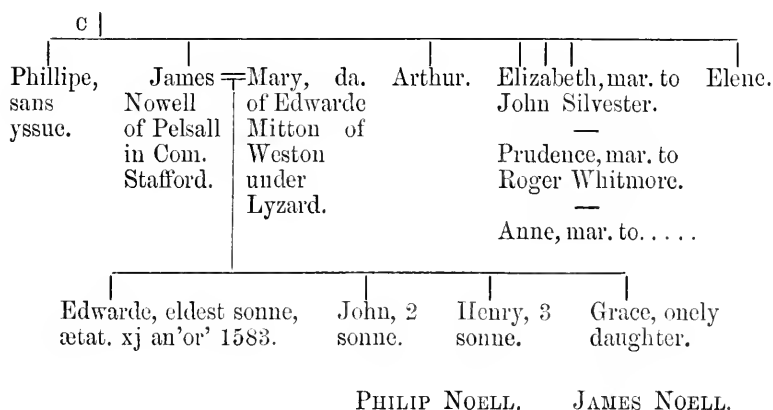 c
Phillipe,
sans
yssue.
James
Nowell
of Pelsall
in Com.
Stafford.
=
Mary, da.
of Edwarde
Mitton of
Weston
under
Lyzard.
Arthur.
Elizabeth, mar. to
John Silvester.
—
Prudence, mar. to
Roger Whitmore.
—
Anne, mar. to.....
Elene.
Edwarde, eldest sonne,
ætat. xj an'or' 1583.
John, 2
sonne.
Henry, 3
sonne.
Grace, onely
daughter.
PHILIP NOELL. JAMES NOELL.